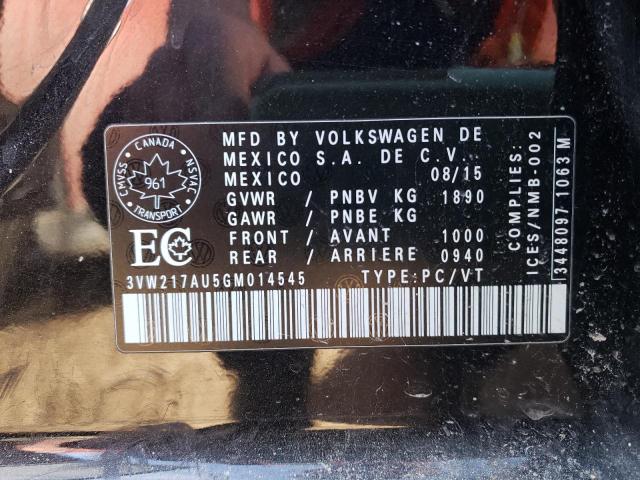 MFD BY VOLKSWAGEN DE
MEXICO S.A. DE C.V.
MEXICO 08/15
GVWR / PNBV KG 1890
GAWR / PNBE KG
FRONT / AVANT 1000
REAR / ARRIERE 0940
3VW217AU5GM014545 TYPE:PC/VT
CANADA
CMVSS
NSVAC
961
TRANSPORT
EC
COMPLIES:
ICES/NMB-002
13448097 1063 M